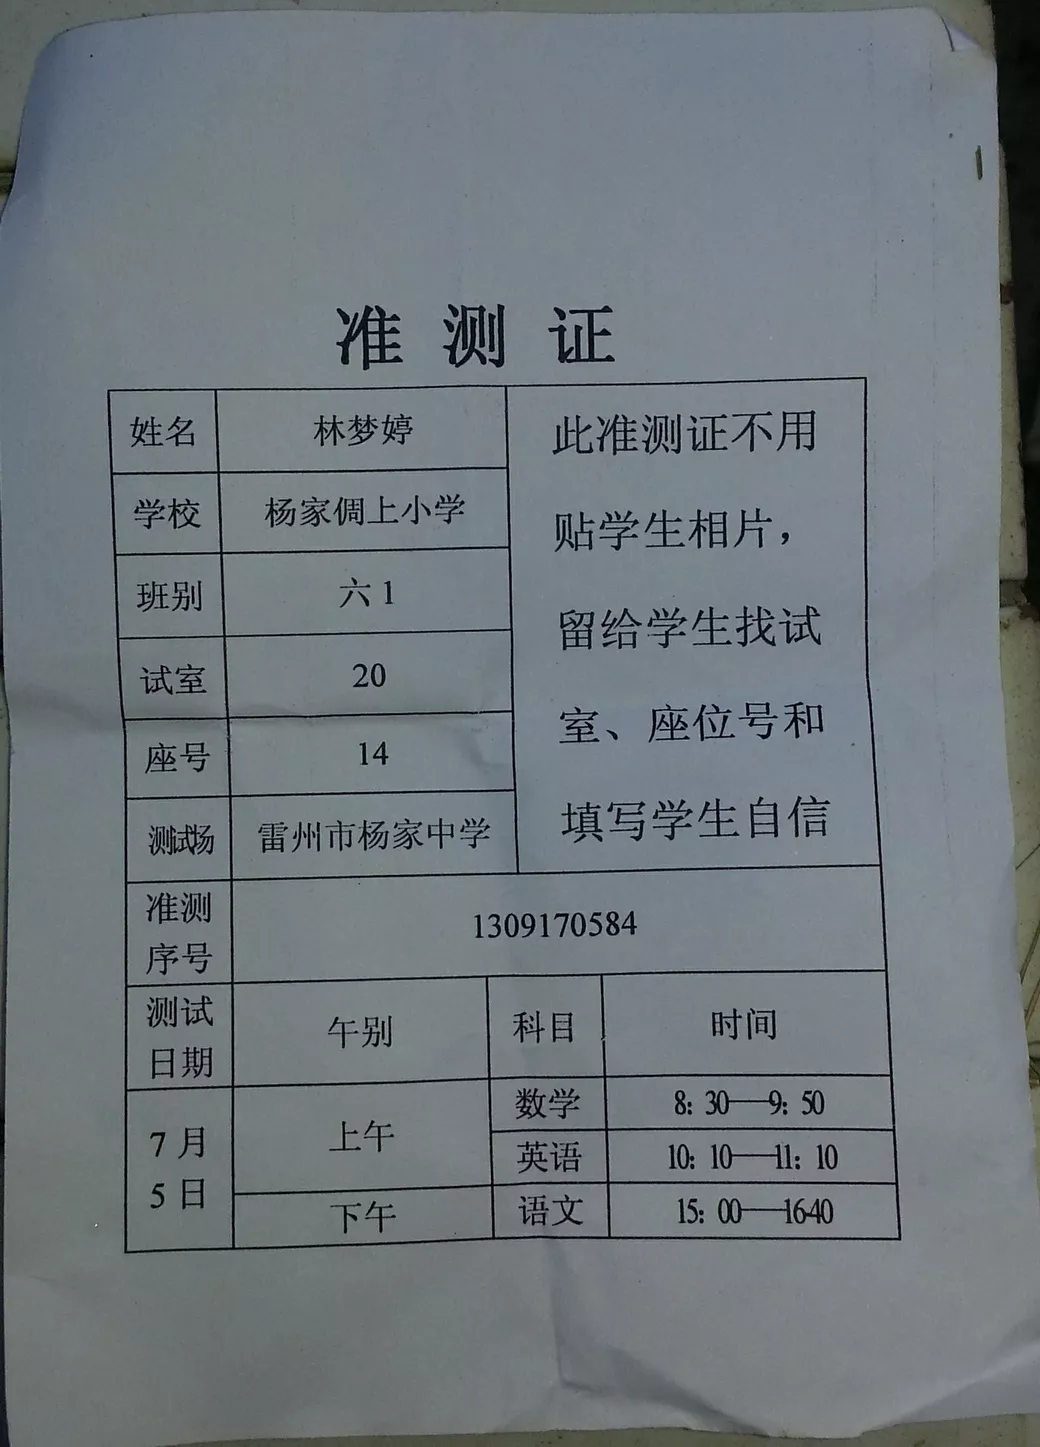 准测证
姓名 林梦婷
学校 杨家倜上小学
班别 六1
试室 20
座号 14
测试场 雷州市杨家中学
此准测证不用
贴学生相片，
留给学生找试
室、座位号和
填写学生自信
准测
序号
1309170584
测试
日期
午别 科目 时间
7月
5日
上午
数学 8：30—9：50
英语 10：10—11：10
下午 语文 15：00—1640